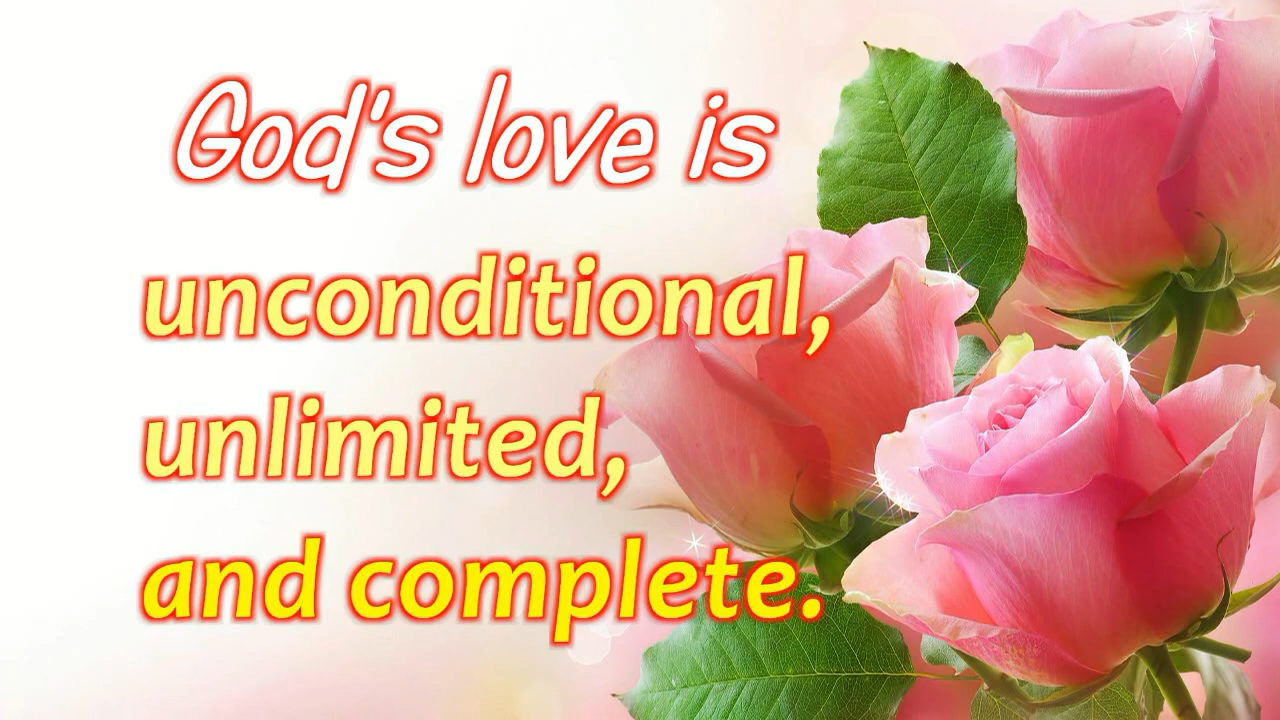 God's love is
unconditional,
unlimited,
and complete.